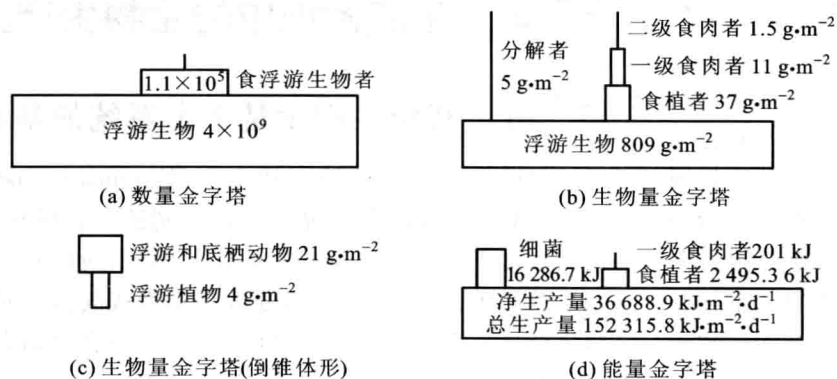 1.1×10⁵ 食浮游生物者
浮游生物 4×10⁹
(a) 数量金字塔
分解者
5 g·m⁻²
二级食肉者 1.5 g·m⁻²
一级食肉者 11 g·m⁻²
食植者 37 g·m⁻²
浮游生物 809 g·m⁻²
(b) 生物量金字塔
浮游和底栖动物 21 g·m⁻²
浮游植物 4 g·m⁻²
(c) 生物量金字塔(倒锥体形)
细菌
16 286.7 kJ
一级食肉者201 kJ
食植者 2 495.3 6 kJ
净生产量 36 688.9 kJ·m⁻²·d⁻¹
总生产量 152 315.8 kJ·m⁻²·d⁻¹
(d) 能量金字塔